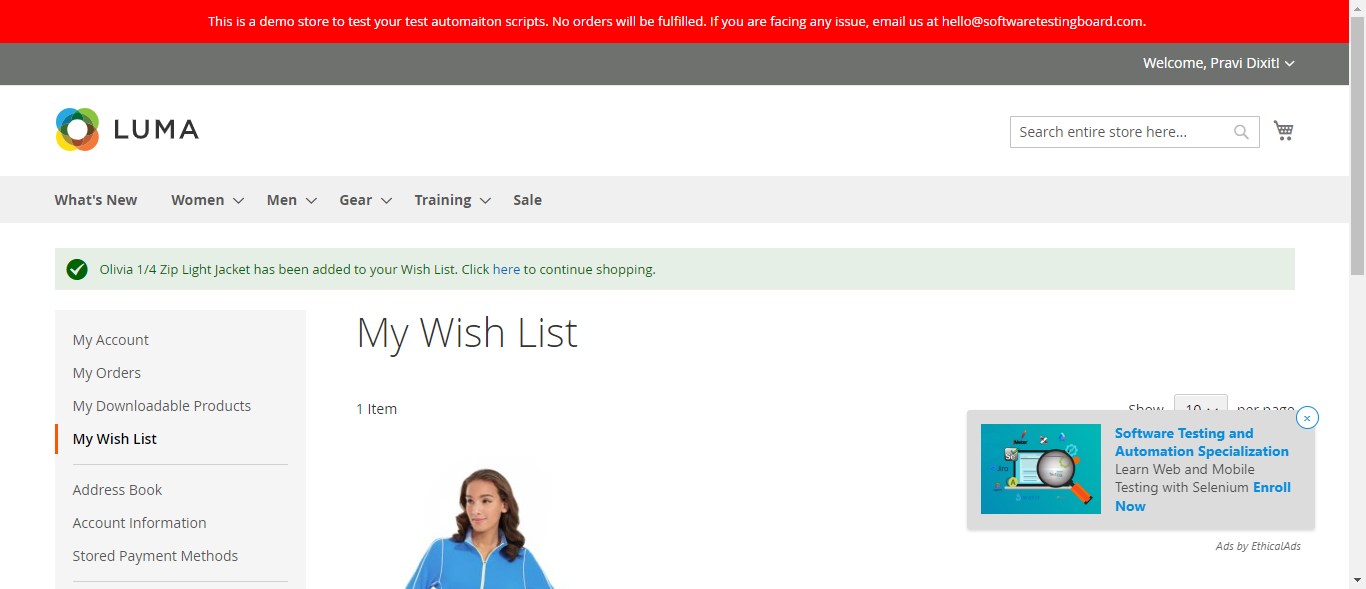 This is a demo store to test your test automaiton scripts. No orders will be fulfilled. If you are facing any issue, email us at hello@softwaretestingboard.com.
Welcome, Pravi Dixit!
LUMA
Search entire store here...
What's New Women Men Gear Training Sale
Olivia 1/4 Zip Light Jacket has been added to your Wish List. Click here to continue shopping.
My Account
My Orders
My Downloadable Products
My Wish List
Address Book
Account Information
Stored Payment Methods
My Wish List
1 Item
Show 10 per page
Software Testing and
Automation Specialization
Learn Web and Mobile
Testing with Selenium Enroll
Now
Ads by EthicalAds